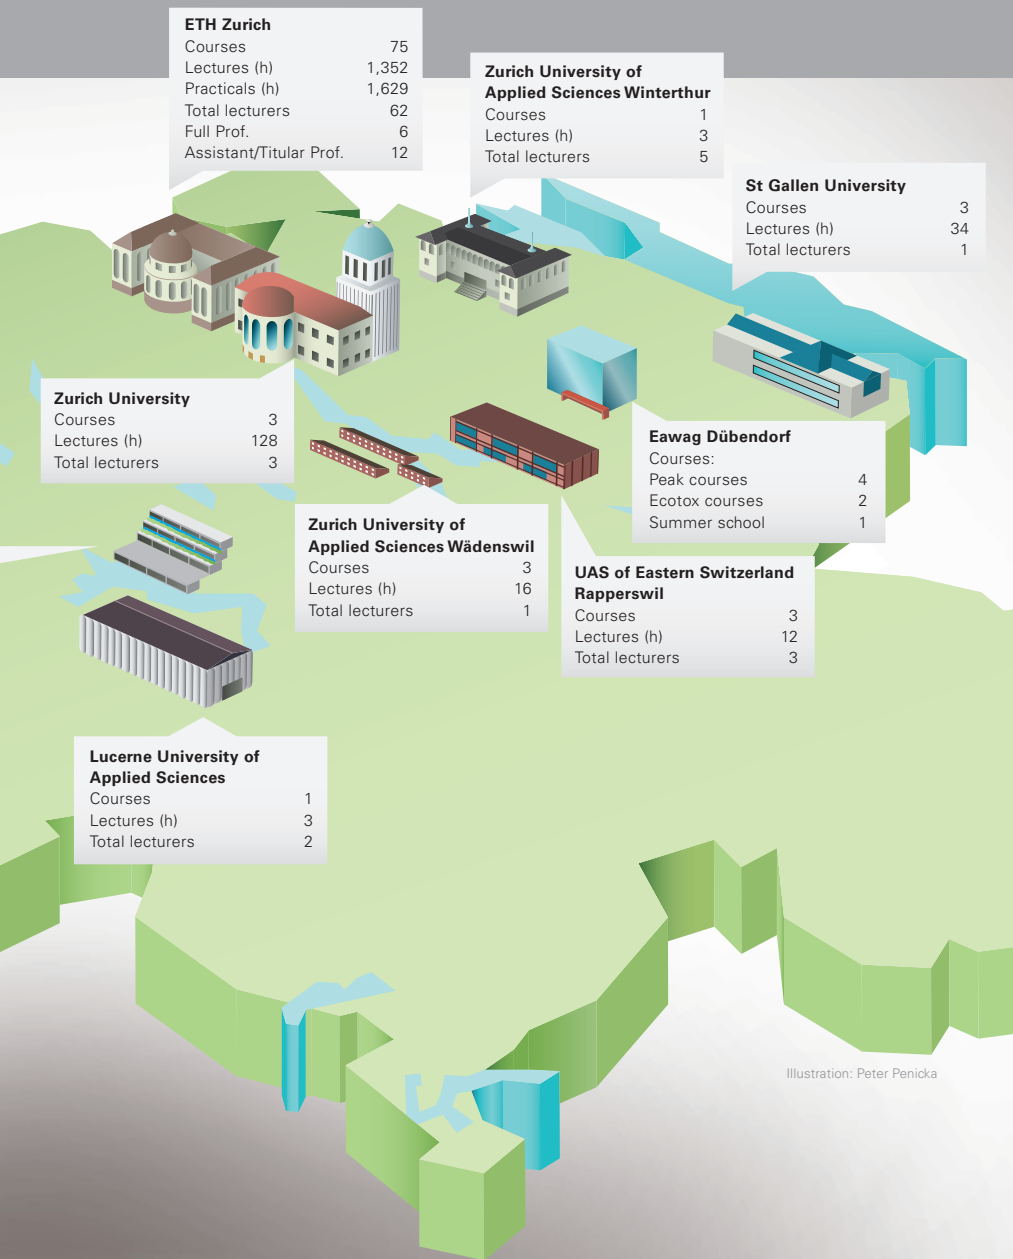 ETH Zurich
Courses 75
Lectures (h) 1,352
Practicals (h) 1,629
Total lecturers 62
Full Prof. 6
Assistant/Titular Prof. 12
Zurich University of
Applied Sciences Winterthur
Courses 1
Lectures (h) 3
Total lecturers 5
St Gallen University
Courses 3
Lectures (h) 34
Total lecturers 1
Zurich University
Courses 3
Lectures (h) 128
Total lecturers 3
Eawag Dübendorf
Courses:
Peak courses 4
Ecotox courses 2
Summer school 1
Zurich University of
Applied Sciences Wädenswil
Courses 3
Lectures (h) 16
Total lecturers 1
UAS of Eastern Switzerland
Rapperswil
Courses 3
Lectures (h) 12
Total lecturers 3
Lucerne University of
Applied Sciences
Courses 1
Lectures (h) 3
Total lecturers 2
Illustration: Peter Penicka